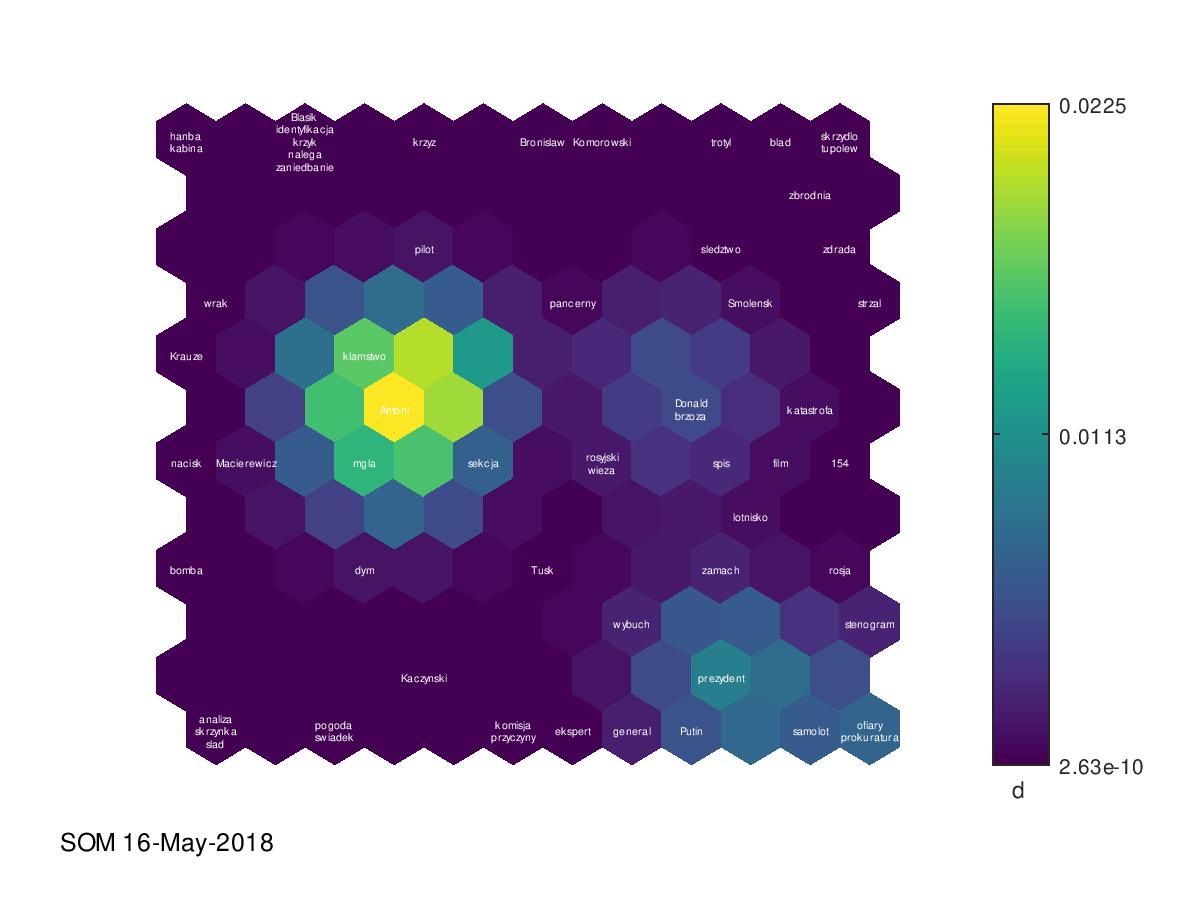 0.0225
Blasik
hanba
identyfikacja
skrzydlo
kabina
krzyk
krzyz
Bronislaw Komorowski
trotyl
blad
tupolew
nalega
zaniedbanie
zbrodnia
pilot
sledztwo
zdrada
wrak
pancerny
Smolensk
strzal
Krauze
klamstwo
Antoni
Donald
brzoza
katastrofa
0.0113
nacisk
Macierewicz
mgla
sekcja
rosyjski
wieza
spis
film
154
lotnisko
bomba
dym
Tusk
zamach
rosja
wybuch
stenogram
Kaczynski
prezydent
analiza
skrzynka
slad
pogoda
swiadek
komisja
przyczyny
ekspert
general
Putin
samolot
ofiary
prokuratura
2.63e-10
d
SOM 16-May-2018